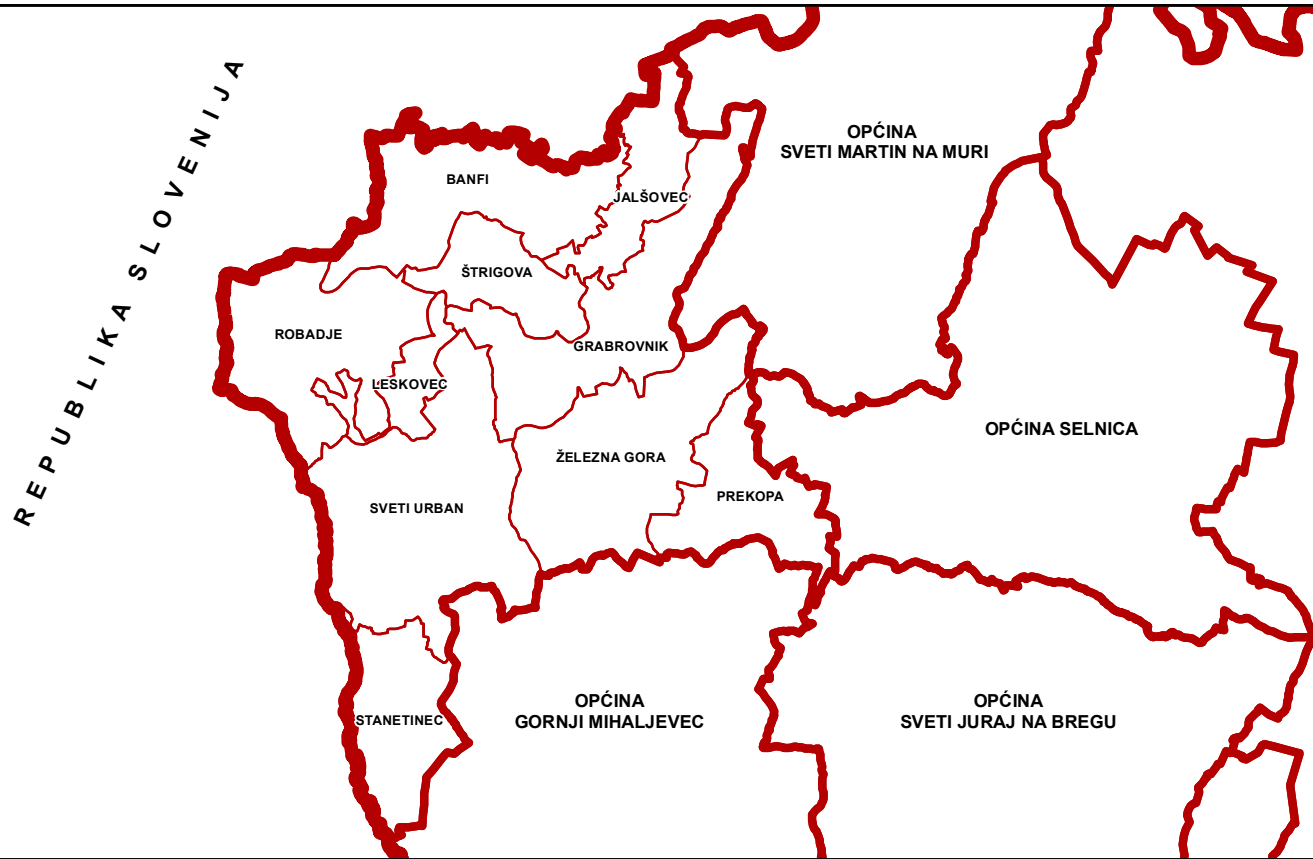 REPUBLIKA SLOVENIJA
OPĆINA
SVETI MARTIN NA MURI
BANFI
JALŠOVEC
ŠTRIGOVA
ROBADJE
GRABROVNIK
LESKOVEC
OPĆINA SELNICA
ŽELEZNA GORA
PREKOPA
SVETI URBAN
OPĆINA
GORNJI MIHALJEVEC
OPĆINA
SVETI JURAJ NA BREGU
STANETINEC